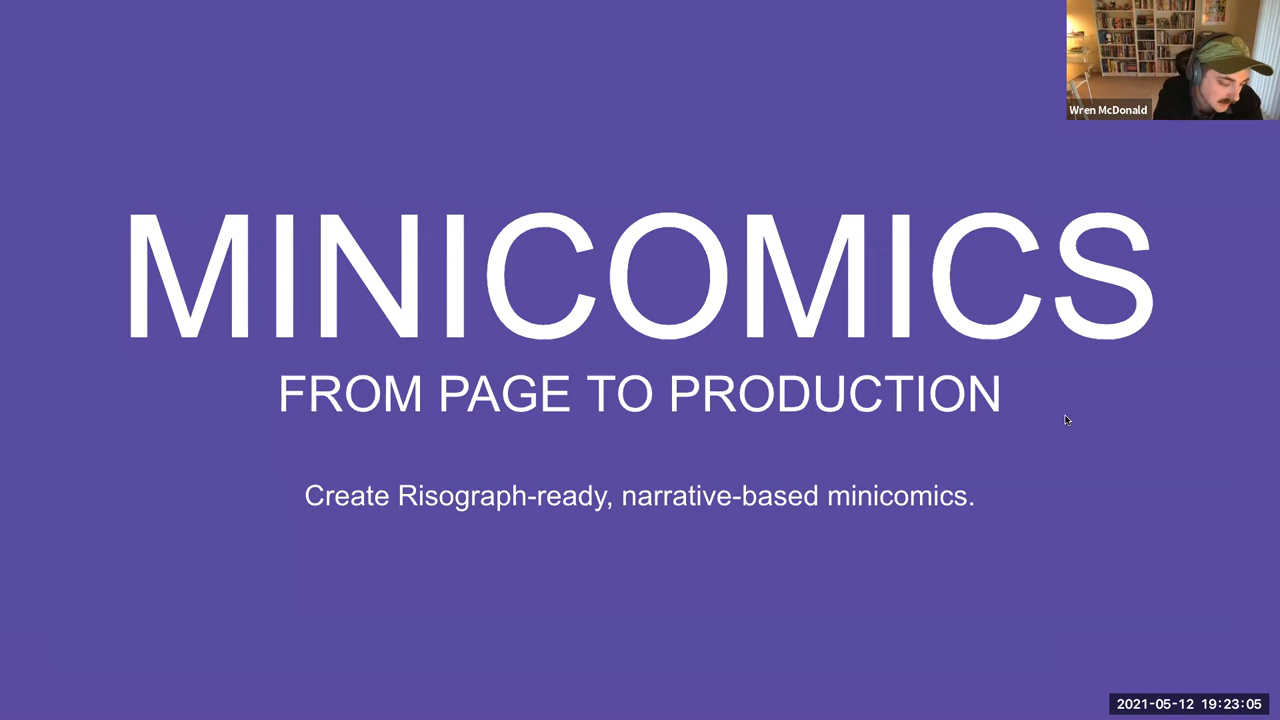 Wren McDonald
MINICOMICS
FROM PAGE TO PRODUCTION
Create Risograph-ready, narrative-based minicomics.
2021-05-12 19:23:05